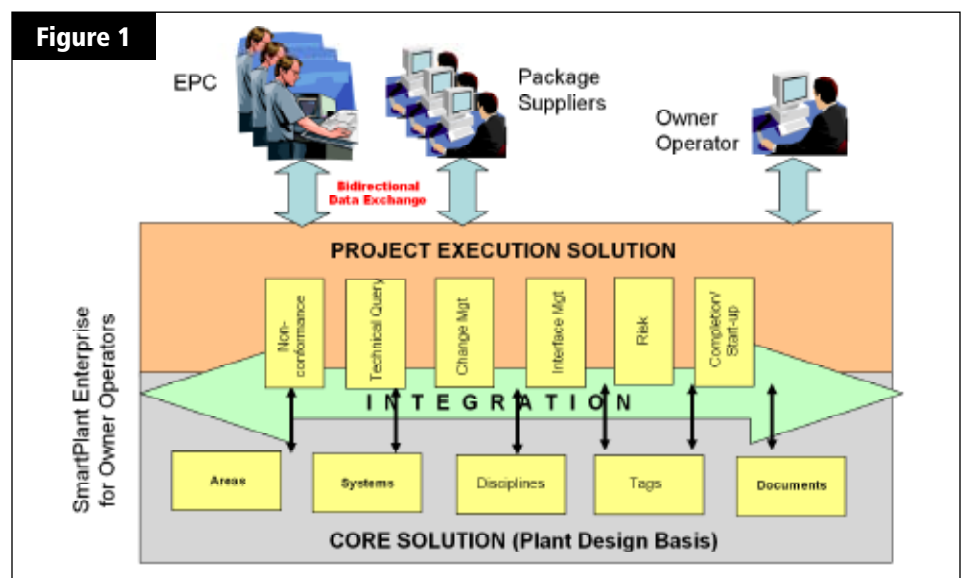 Figure 1
EPC
Package
Suppliers
Owner
Operator
Bidirectional
Data Exchange
PROJECT EXECUTION SOLUTION
Non-
conformance
Technical Query
Change Mgt
Interface Mgt
Risk
Completion/
Start-up
SmartPlant Enterprise
for Owner Operators
INTEGRATION
Areas
Systems
Disciplines
Tags
Documents
CORE SOLUTION (Plant Design Basis)